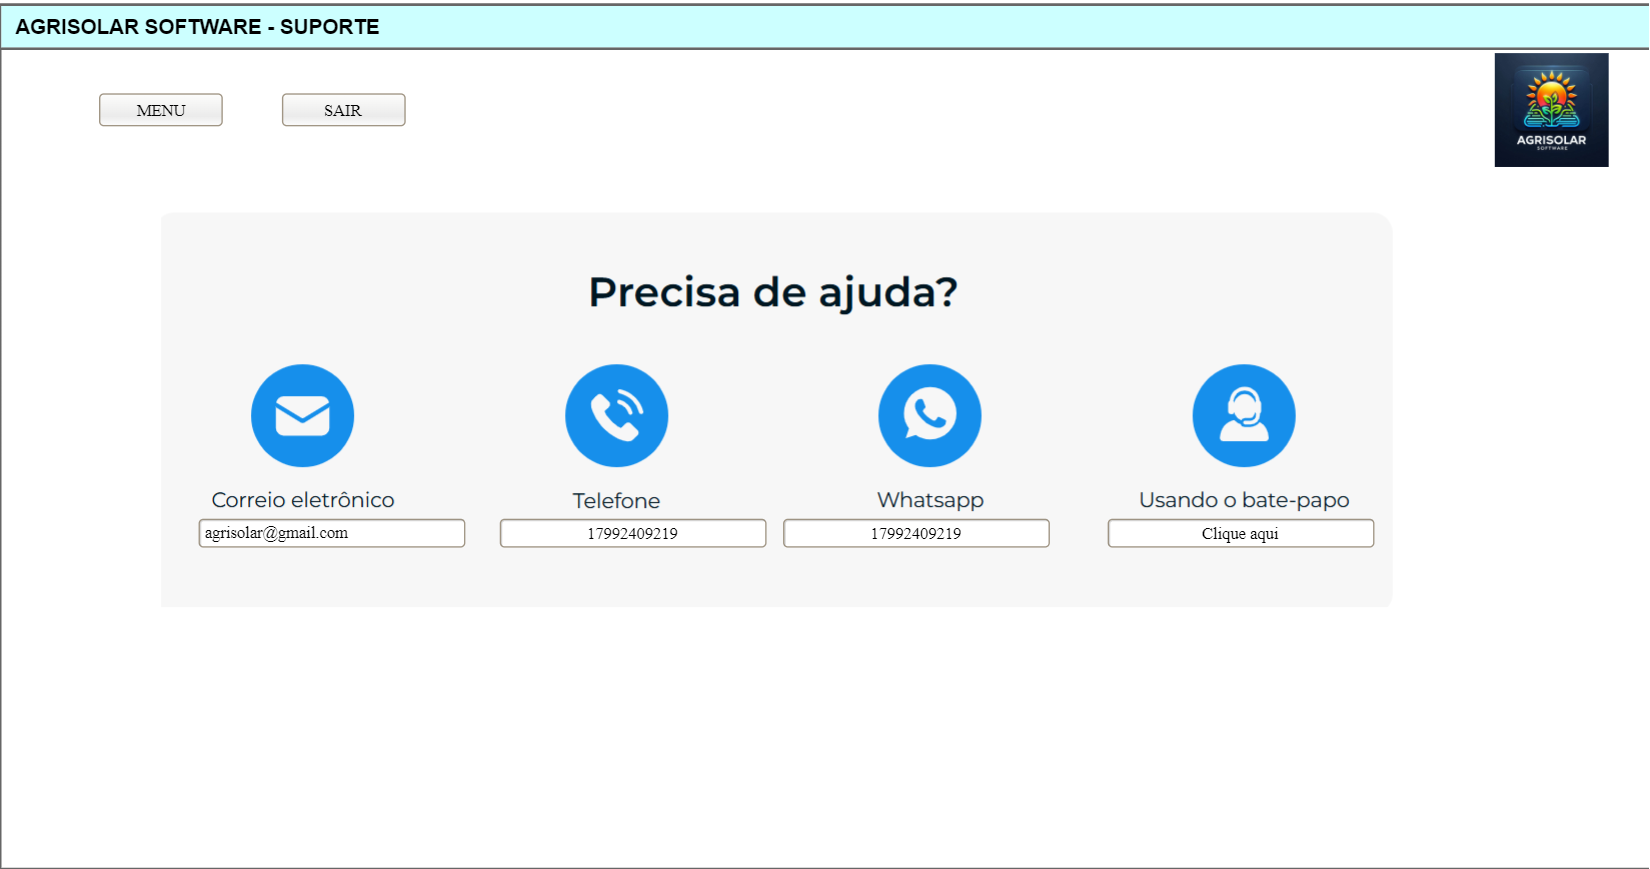 AGRISOLAR SOFTWARE - SUPORTE
MENU
SAIR
AGRISOLAR
SOFTWARE
Precisa de ajuda?
Correio eletrônico
Telefone
Whatsapp
Usando o bate-papo
agrisolar@gmail.com
17992409219
17992409219
Clique aqui